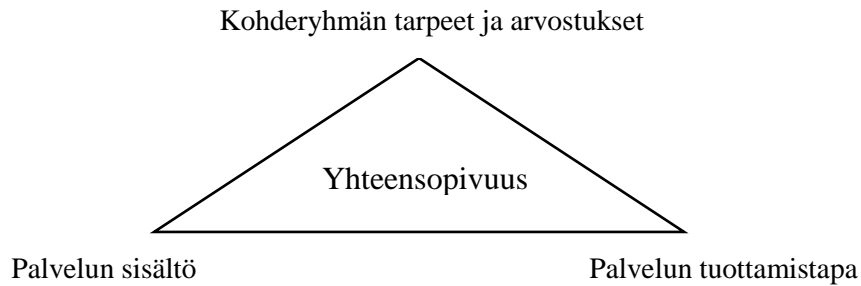 Kohderyhmän tarpeet ja arvostukset
Yhteensopivuus
Palvelun sisältö
Palvelun tuottamistapa